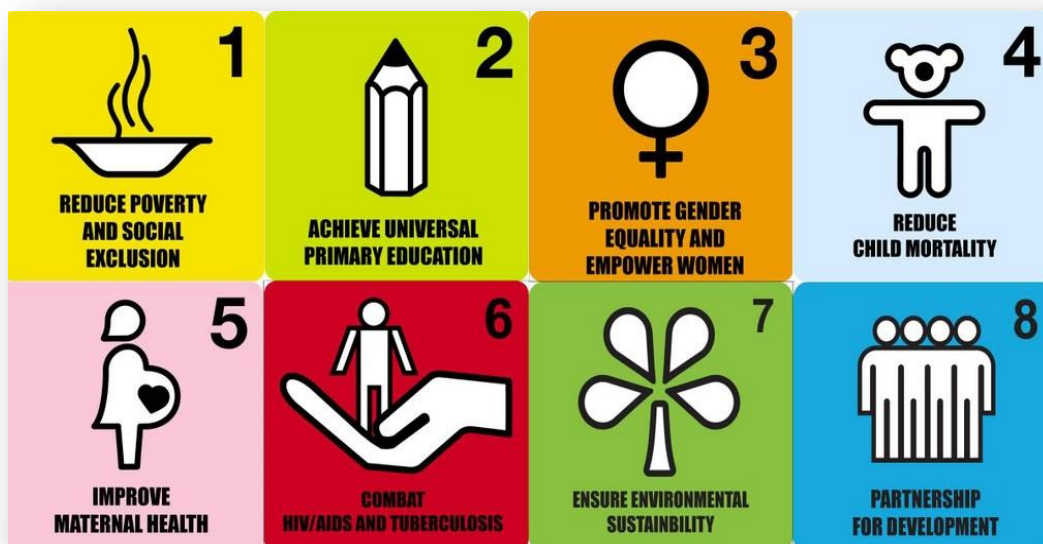 1
REDUCE POVERTY
AND SOCIAL
EXCLUSION
2
ACHIEVE UNIVERSAL
PRIMARY EDUCATION
3
PROMOTE GENDER
EQUALITY AND
EMPOWER WOMEN
4
REDUCE
CHILD MORTALITY
5
IMPROVE
MATERNAL HEALTH
6
COMBAT
HIV/AIDS AND TUBERCULOSIS
7
ENSURE ENVIRONMENTAL
SUSTAINBILITY
8
PARTNERSHIP
FOR DEVELOPMENT